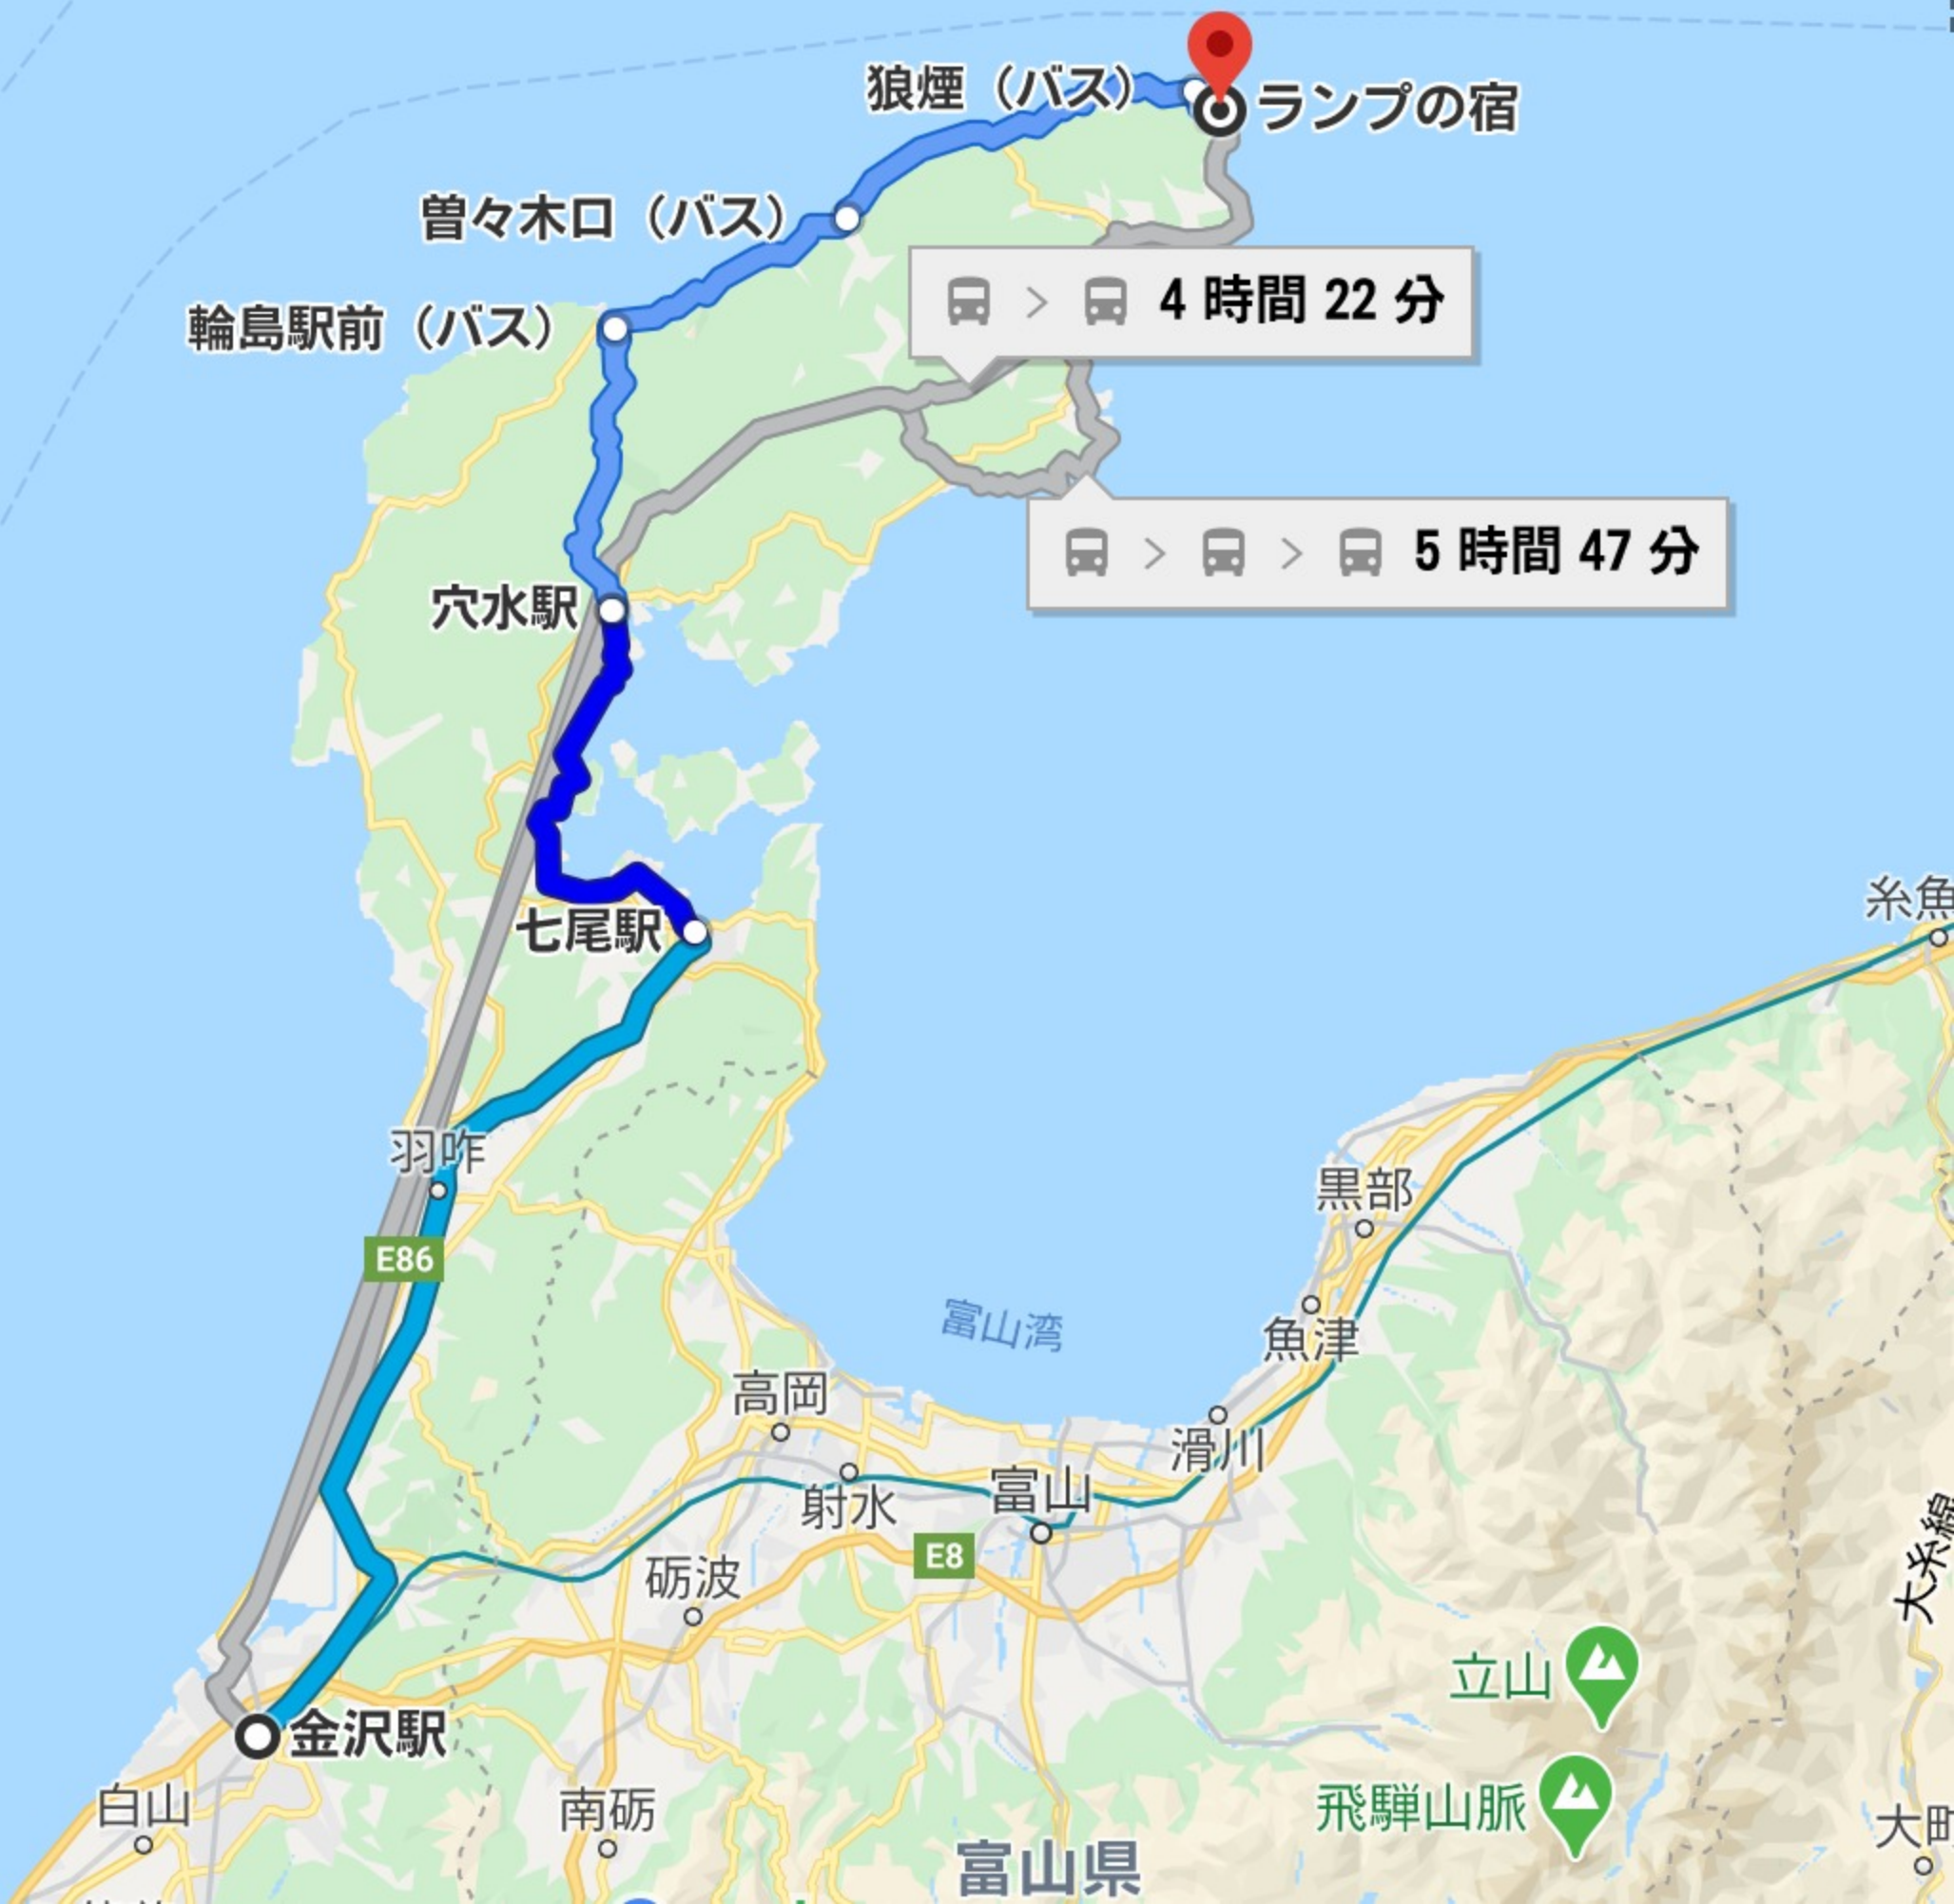 狼煙（バス）
ランプの宿
曽々木口（バス）
4 時間 22 分
輪島駅前（バス）
5 時間 47 分
穴水駅
糸魚
七尾駅
羽咋
黒部
E86
富山湾
魚津
高岡
滑川
富山
射水
E8
砺波
大糸線
立山
金沢駅
白山
南砺
飛騨山脈
大町
富山県